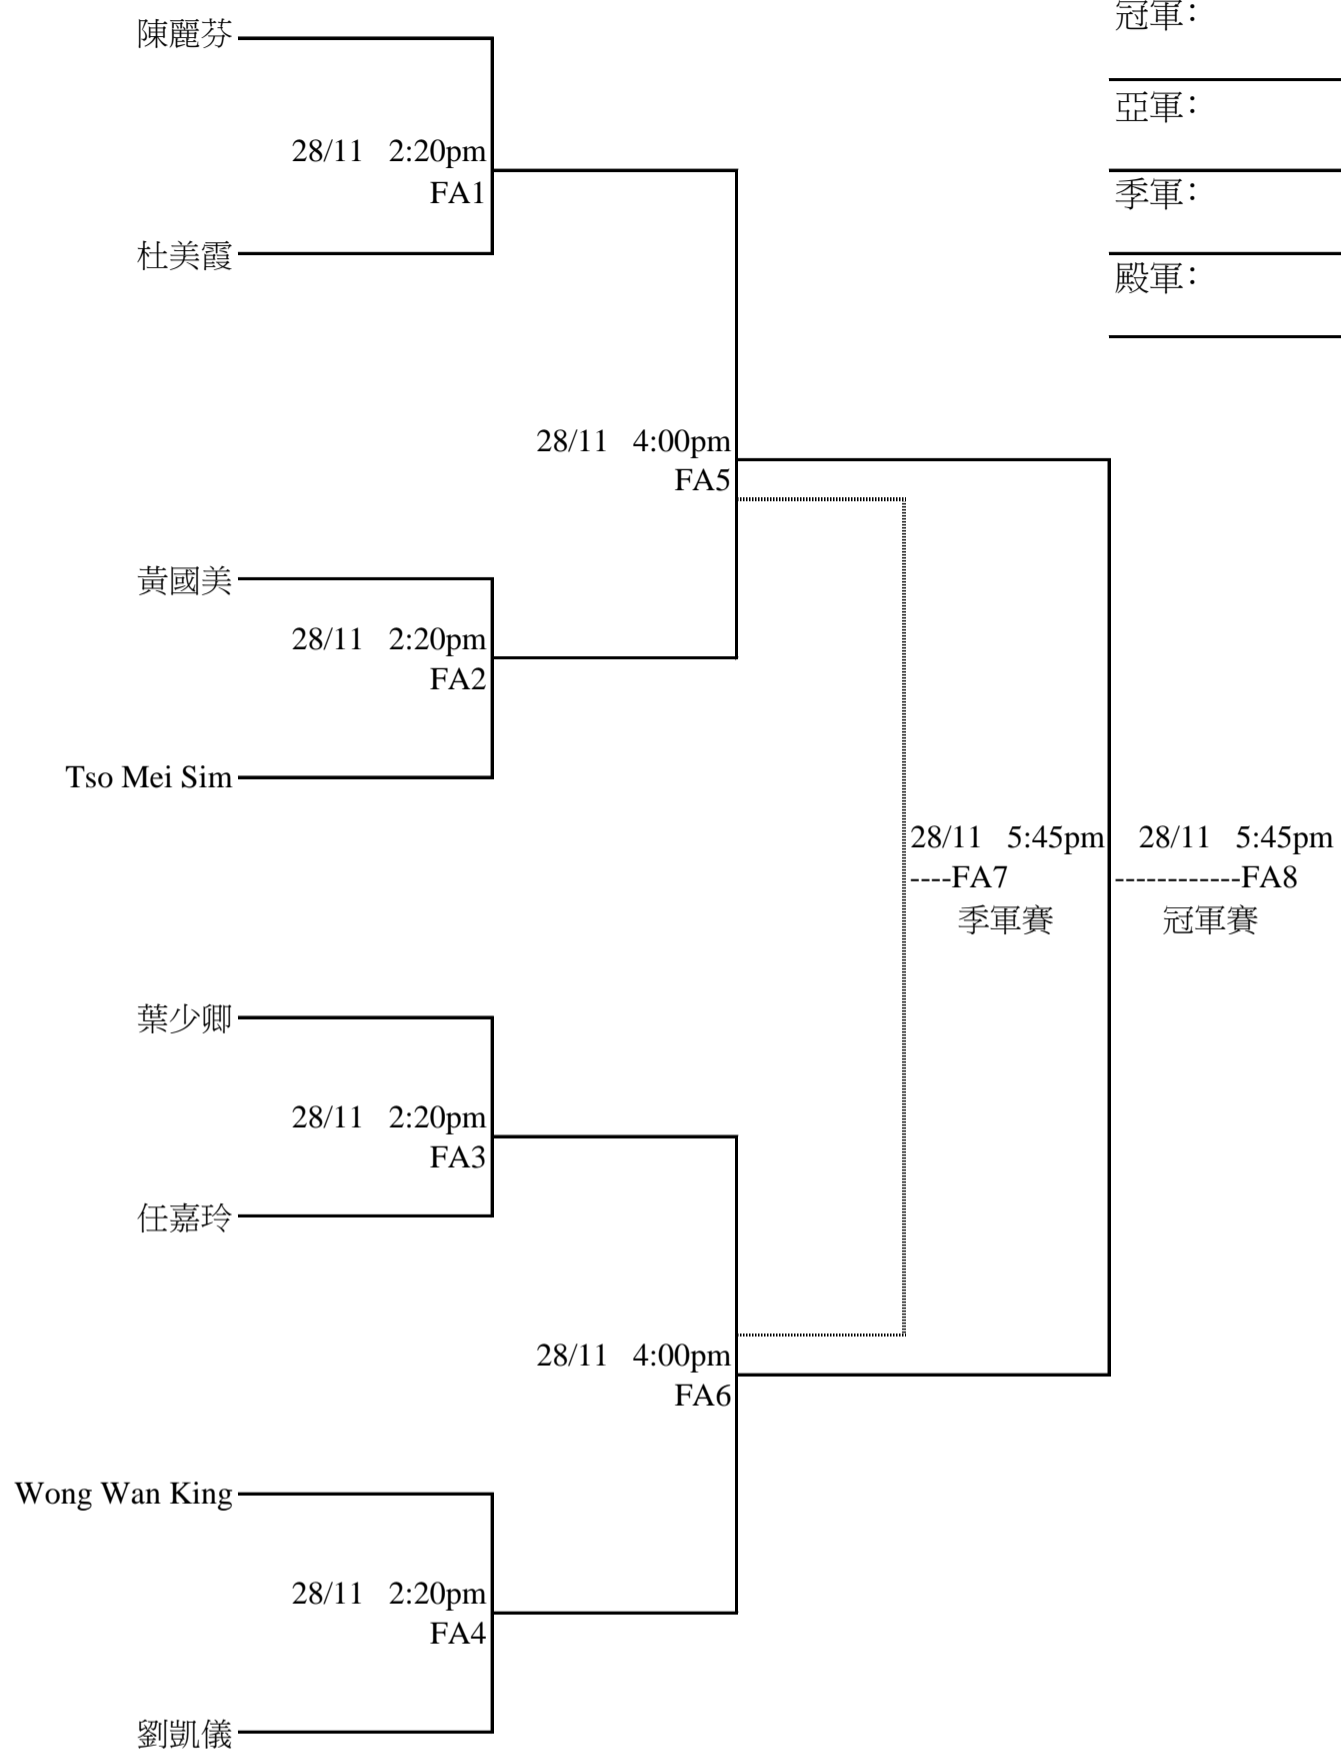 冠軍：
陳麗芬
亞軍：
28/11 2:20pm
FA1
季軍：
杜美霞
殿軍：
28/11 4:00pm
FA5
黃國美
28/11 2:20pm
FA2
Tso Mei Sim
28/11 5:45pm 28/11 5:45pm
----FA7 ------------FA8
季軍賽 冠軍賽
葉少卿
28/11 2:20pm
FA3
任嘉玲
28/11 4:00pm
FA6
Wong Wan King
28/11 2:20pm
FA4
劉凱儀